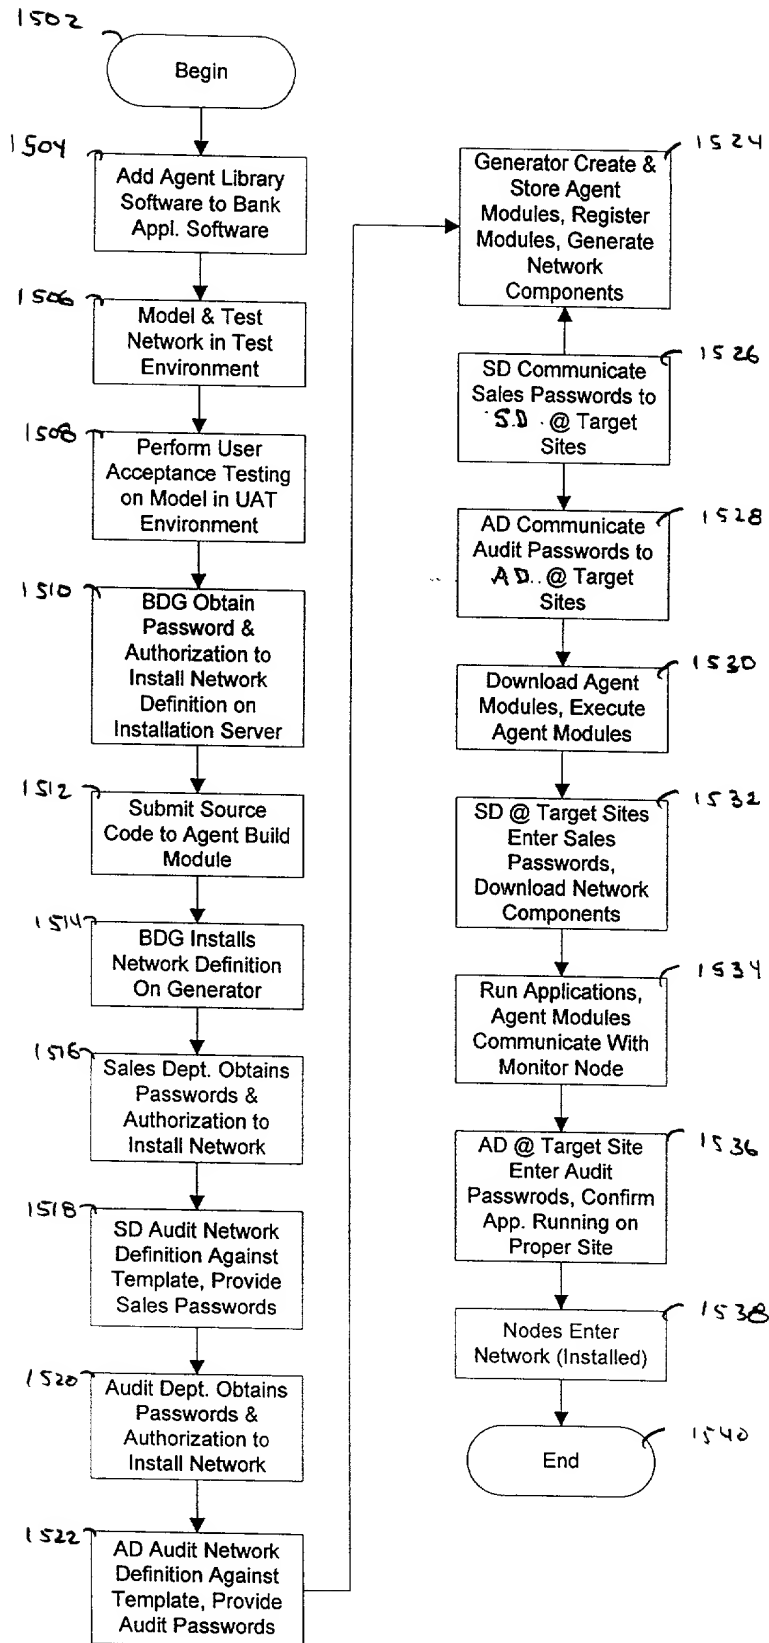 1502
Begin
1504
Add Agent Library
Software to Bank
Appl. Software
1506
Model & Test
Network in Test
Environment
1508
Perform User
Acceptance Testing
on Model in UAT
Environment
1510
BDG Obtain
Password &
Authorization to
Install Network
Definition on
Installation Server
1512
Submit Source
Code to Agent Build
Module
1514
BDG Installs
Network Definition
On Generator
1516
Sales Dept. Obtains
Passwords &
Authorization to
Install Network
1518
SD Audit Network
Definition Against
Template, Provide
Sales Passwords
1520
Audit Dept. Obtains
Passwords &
Authorization to
Install Network
1522
AD Audit Network
Definition Against
Template, Provide
Audit Passwords
1524
Generator Create &
Store Agent
Modules, Register
Modules, Generate
Network
Components
1526
SD Communicate
Sales Passwords to
S.D. @ Target
Sites
1528
AD Communicate
Audit Passwords to
A.D. @ Target
Sites
1530
Download Agent
Modules, Execute
Agent Modules
1532
SD @ Target Sites
Enter Sales
Passwords,
Download Network
Components
1534
Run Applications,
Agent Modules
Communicate With
Monitor Node
1536
AD @ Target Site
Enter Audit
Passwrods, Confirm
App. Running on
Proper Site
1538
Nodes Enter
Network (Installed)
1540
End